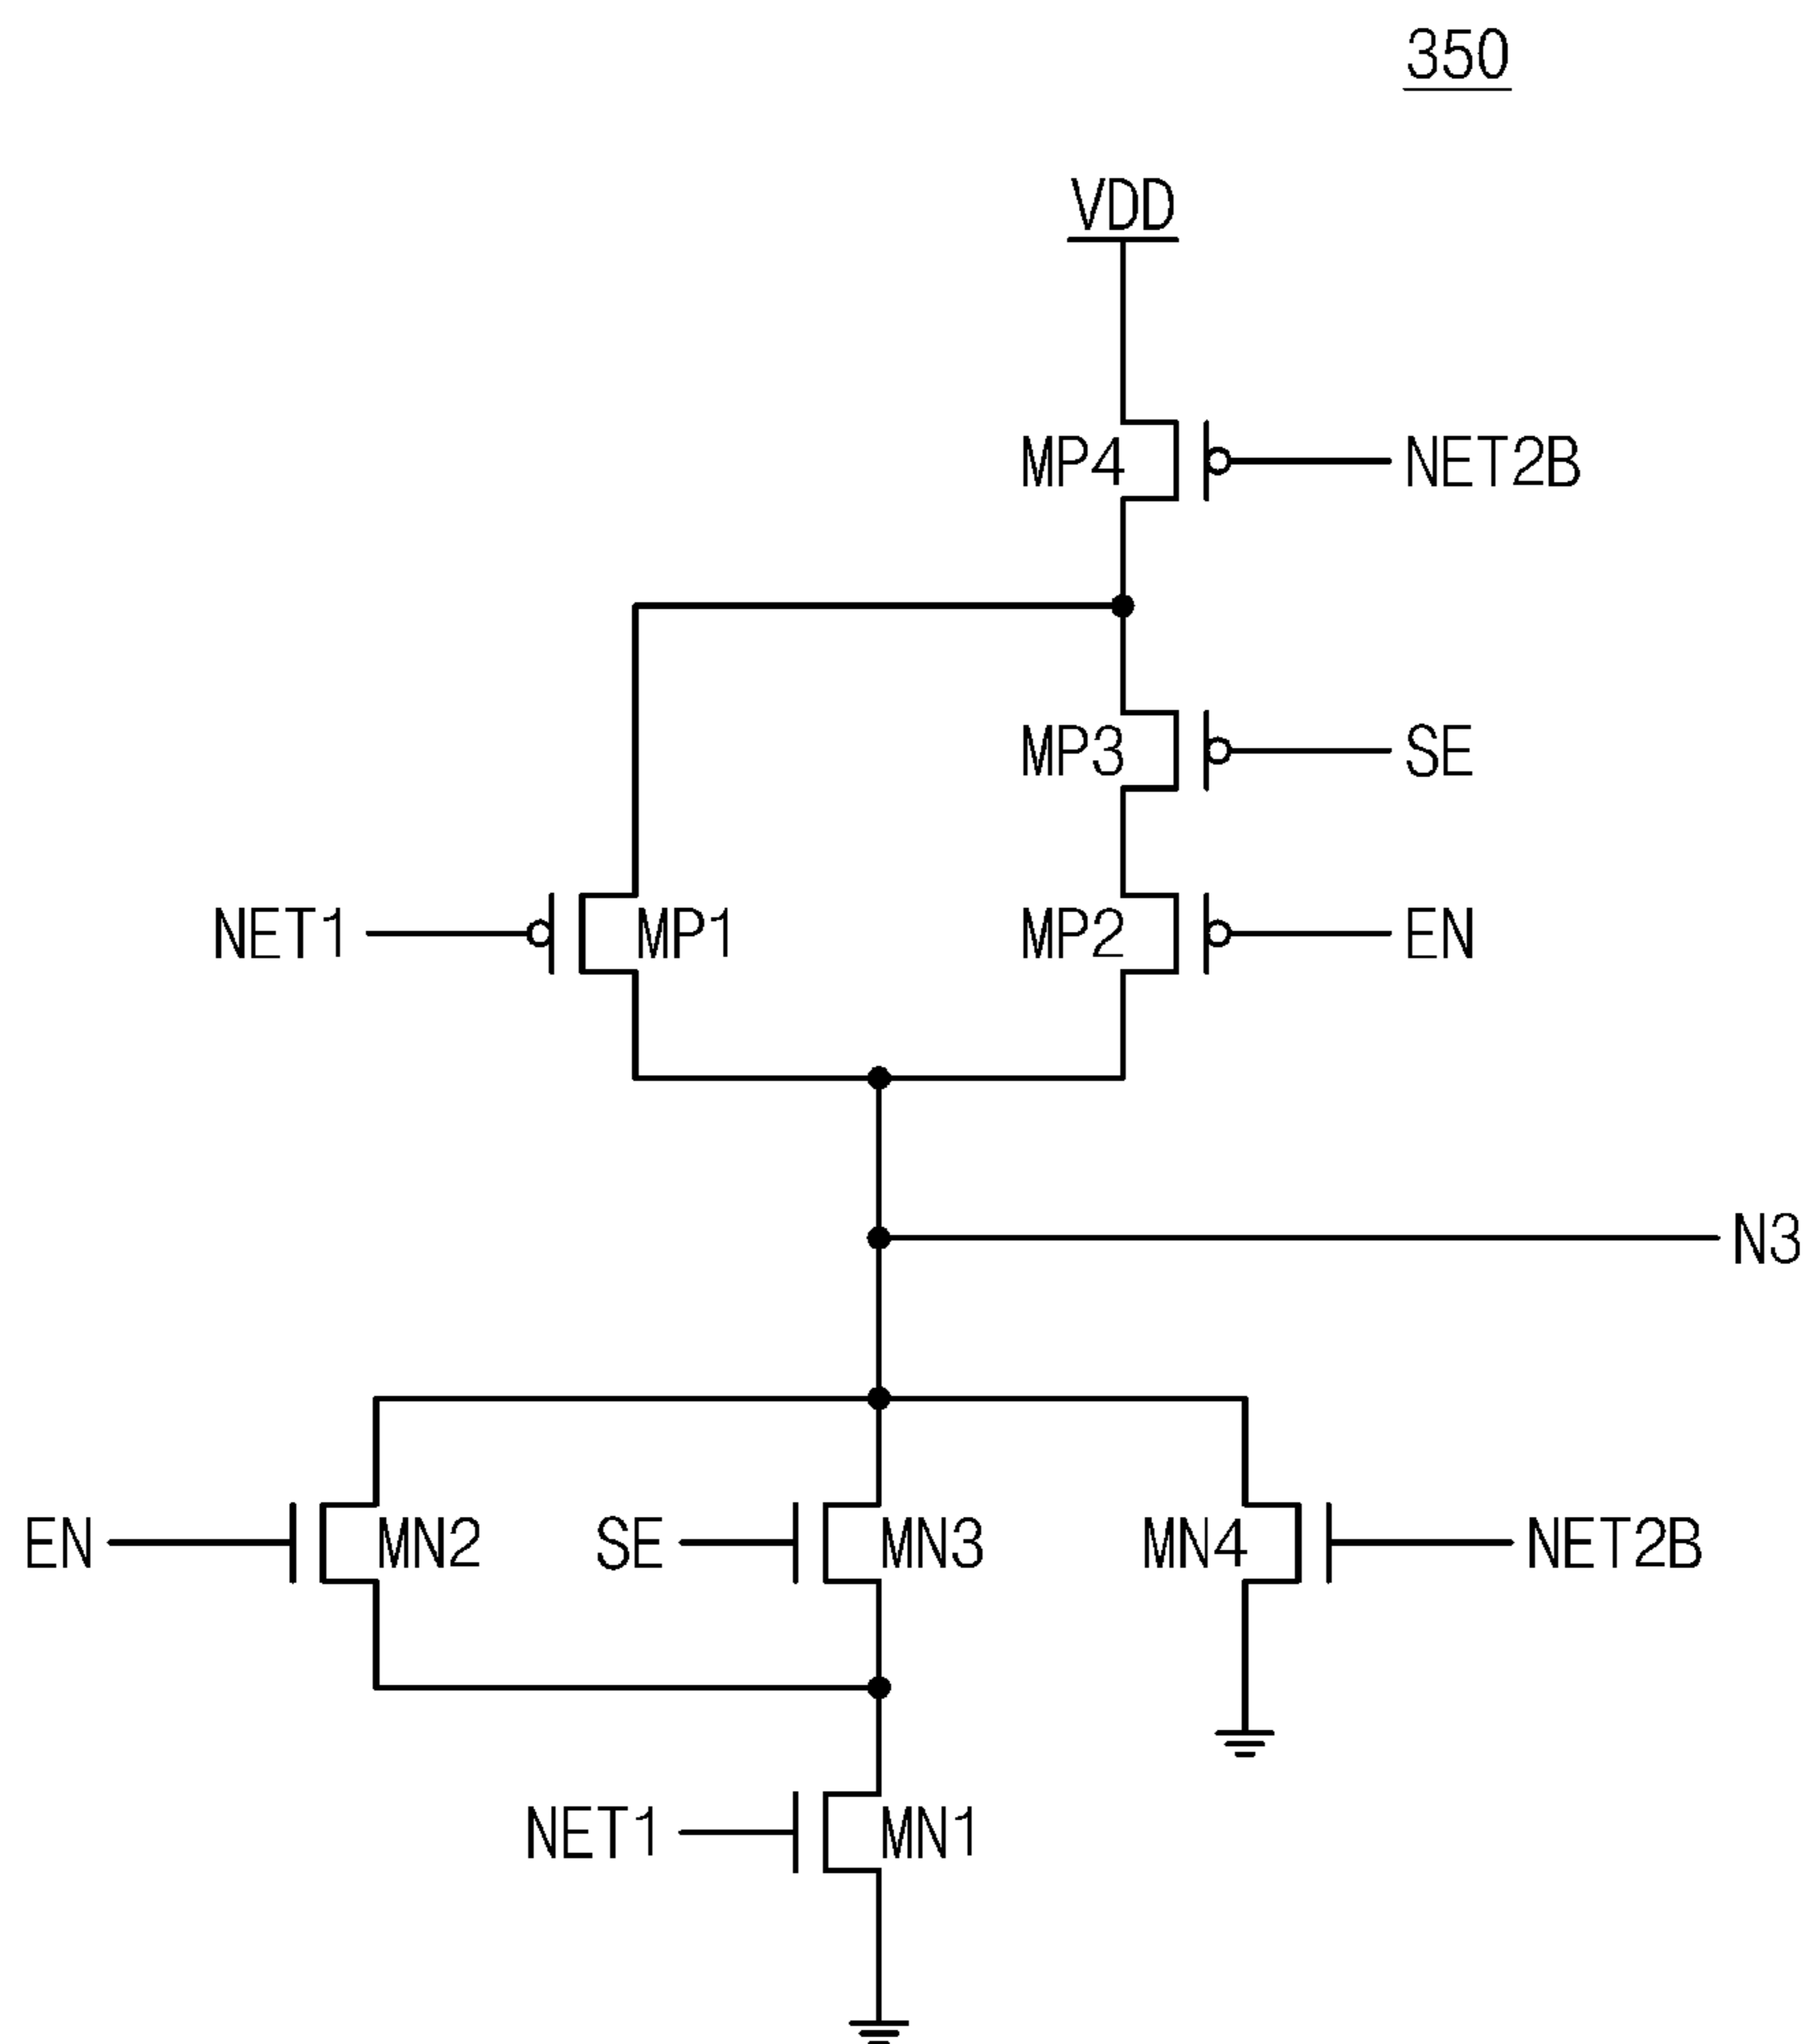 350
VDD
MP4 NET2B
MP3 SE
NET1 MP1 MP2 EN
N3
EN MN2 SE MN3 MN4 NET2B
NET1 MN1